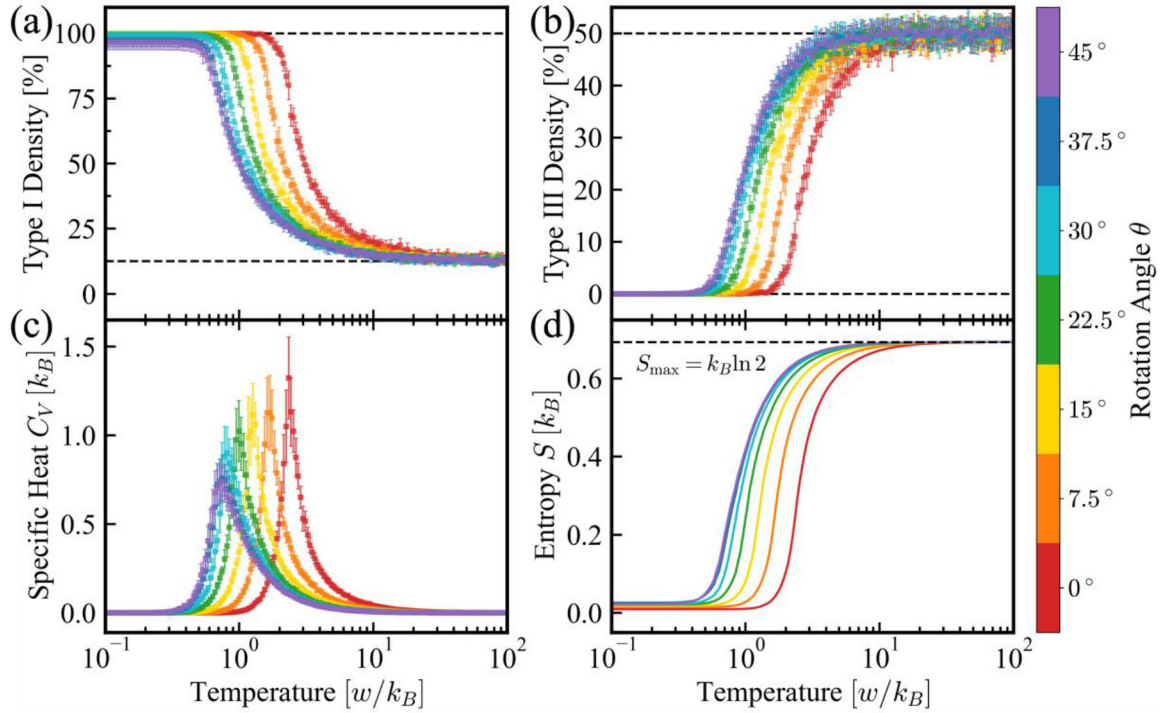 (a)
Type I Density [%]
100
75
50
25
0
(b)
Type III Density [%]
50
40
30
20
10
0
(c)
Specific Heat C_V [k_B]
1.5
1.0
0.5
0.0
10^{-1}
10^0
10^1
10^2
Temperature [w/k_B]
(d)
Entropy S [k_B]
S_max = k_B ln 2
0.6
0.4
0.2
0.0
10^{-1}
10^0
10^1
10^2
Temperature [w/k_B]
45°
37.5°
30°
22.5°
15°
7.5°
0°
Rotation Angle θ